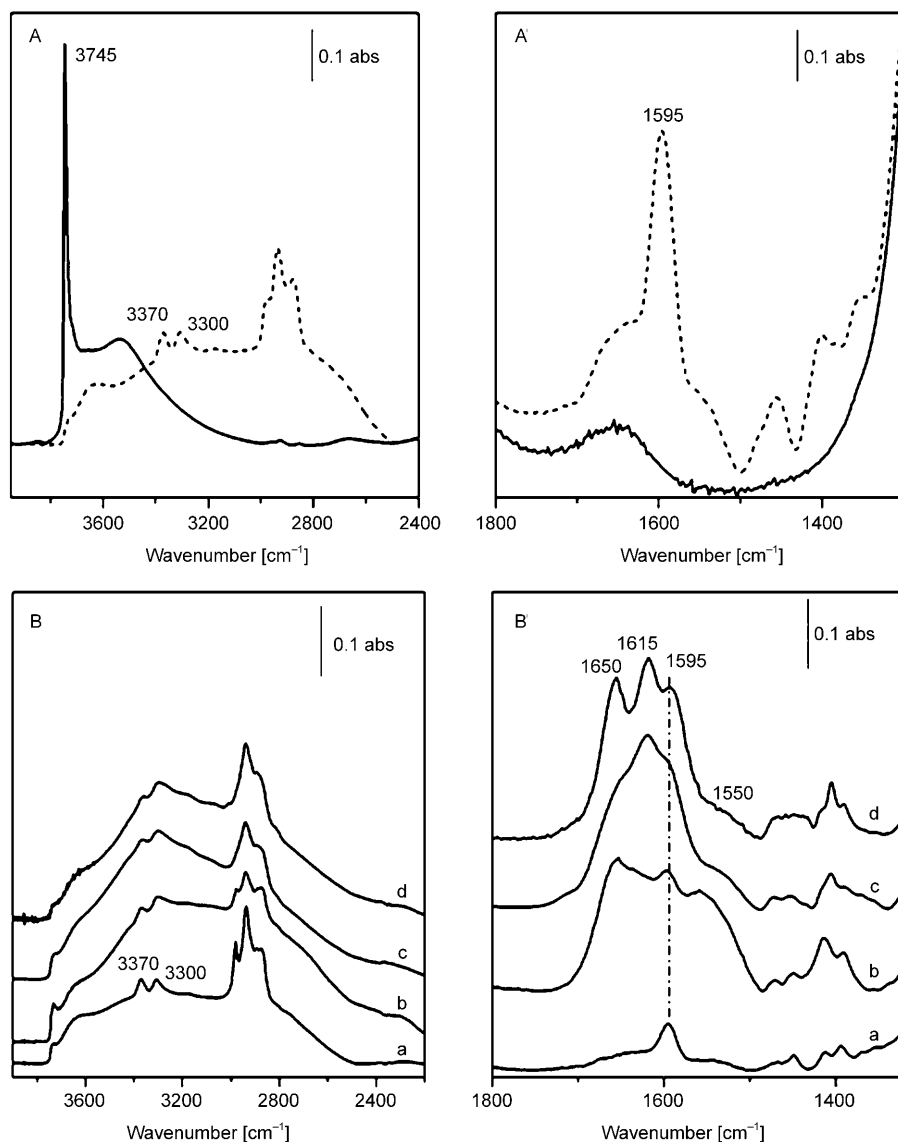 A
3745
0.1 abs
3370
3300
3600
3200
2800
2400
Wavenumber [cm⁻¹]
A'
0.1 abs
1595
1800
1600
1400
Wavenumber [cm⁻¹]
B
0.1 abs
d
c
b
a
3370
3300
3600
3200
2800
2400
Wavenumber [cm⁻¹]
B'
0.1 abs
1615
1650
1595
1550
d
c
b
a
1800
1600
1400
Wavenumber [cm⁻¹]